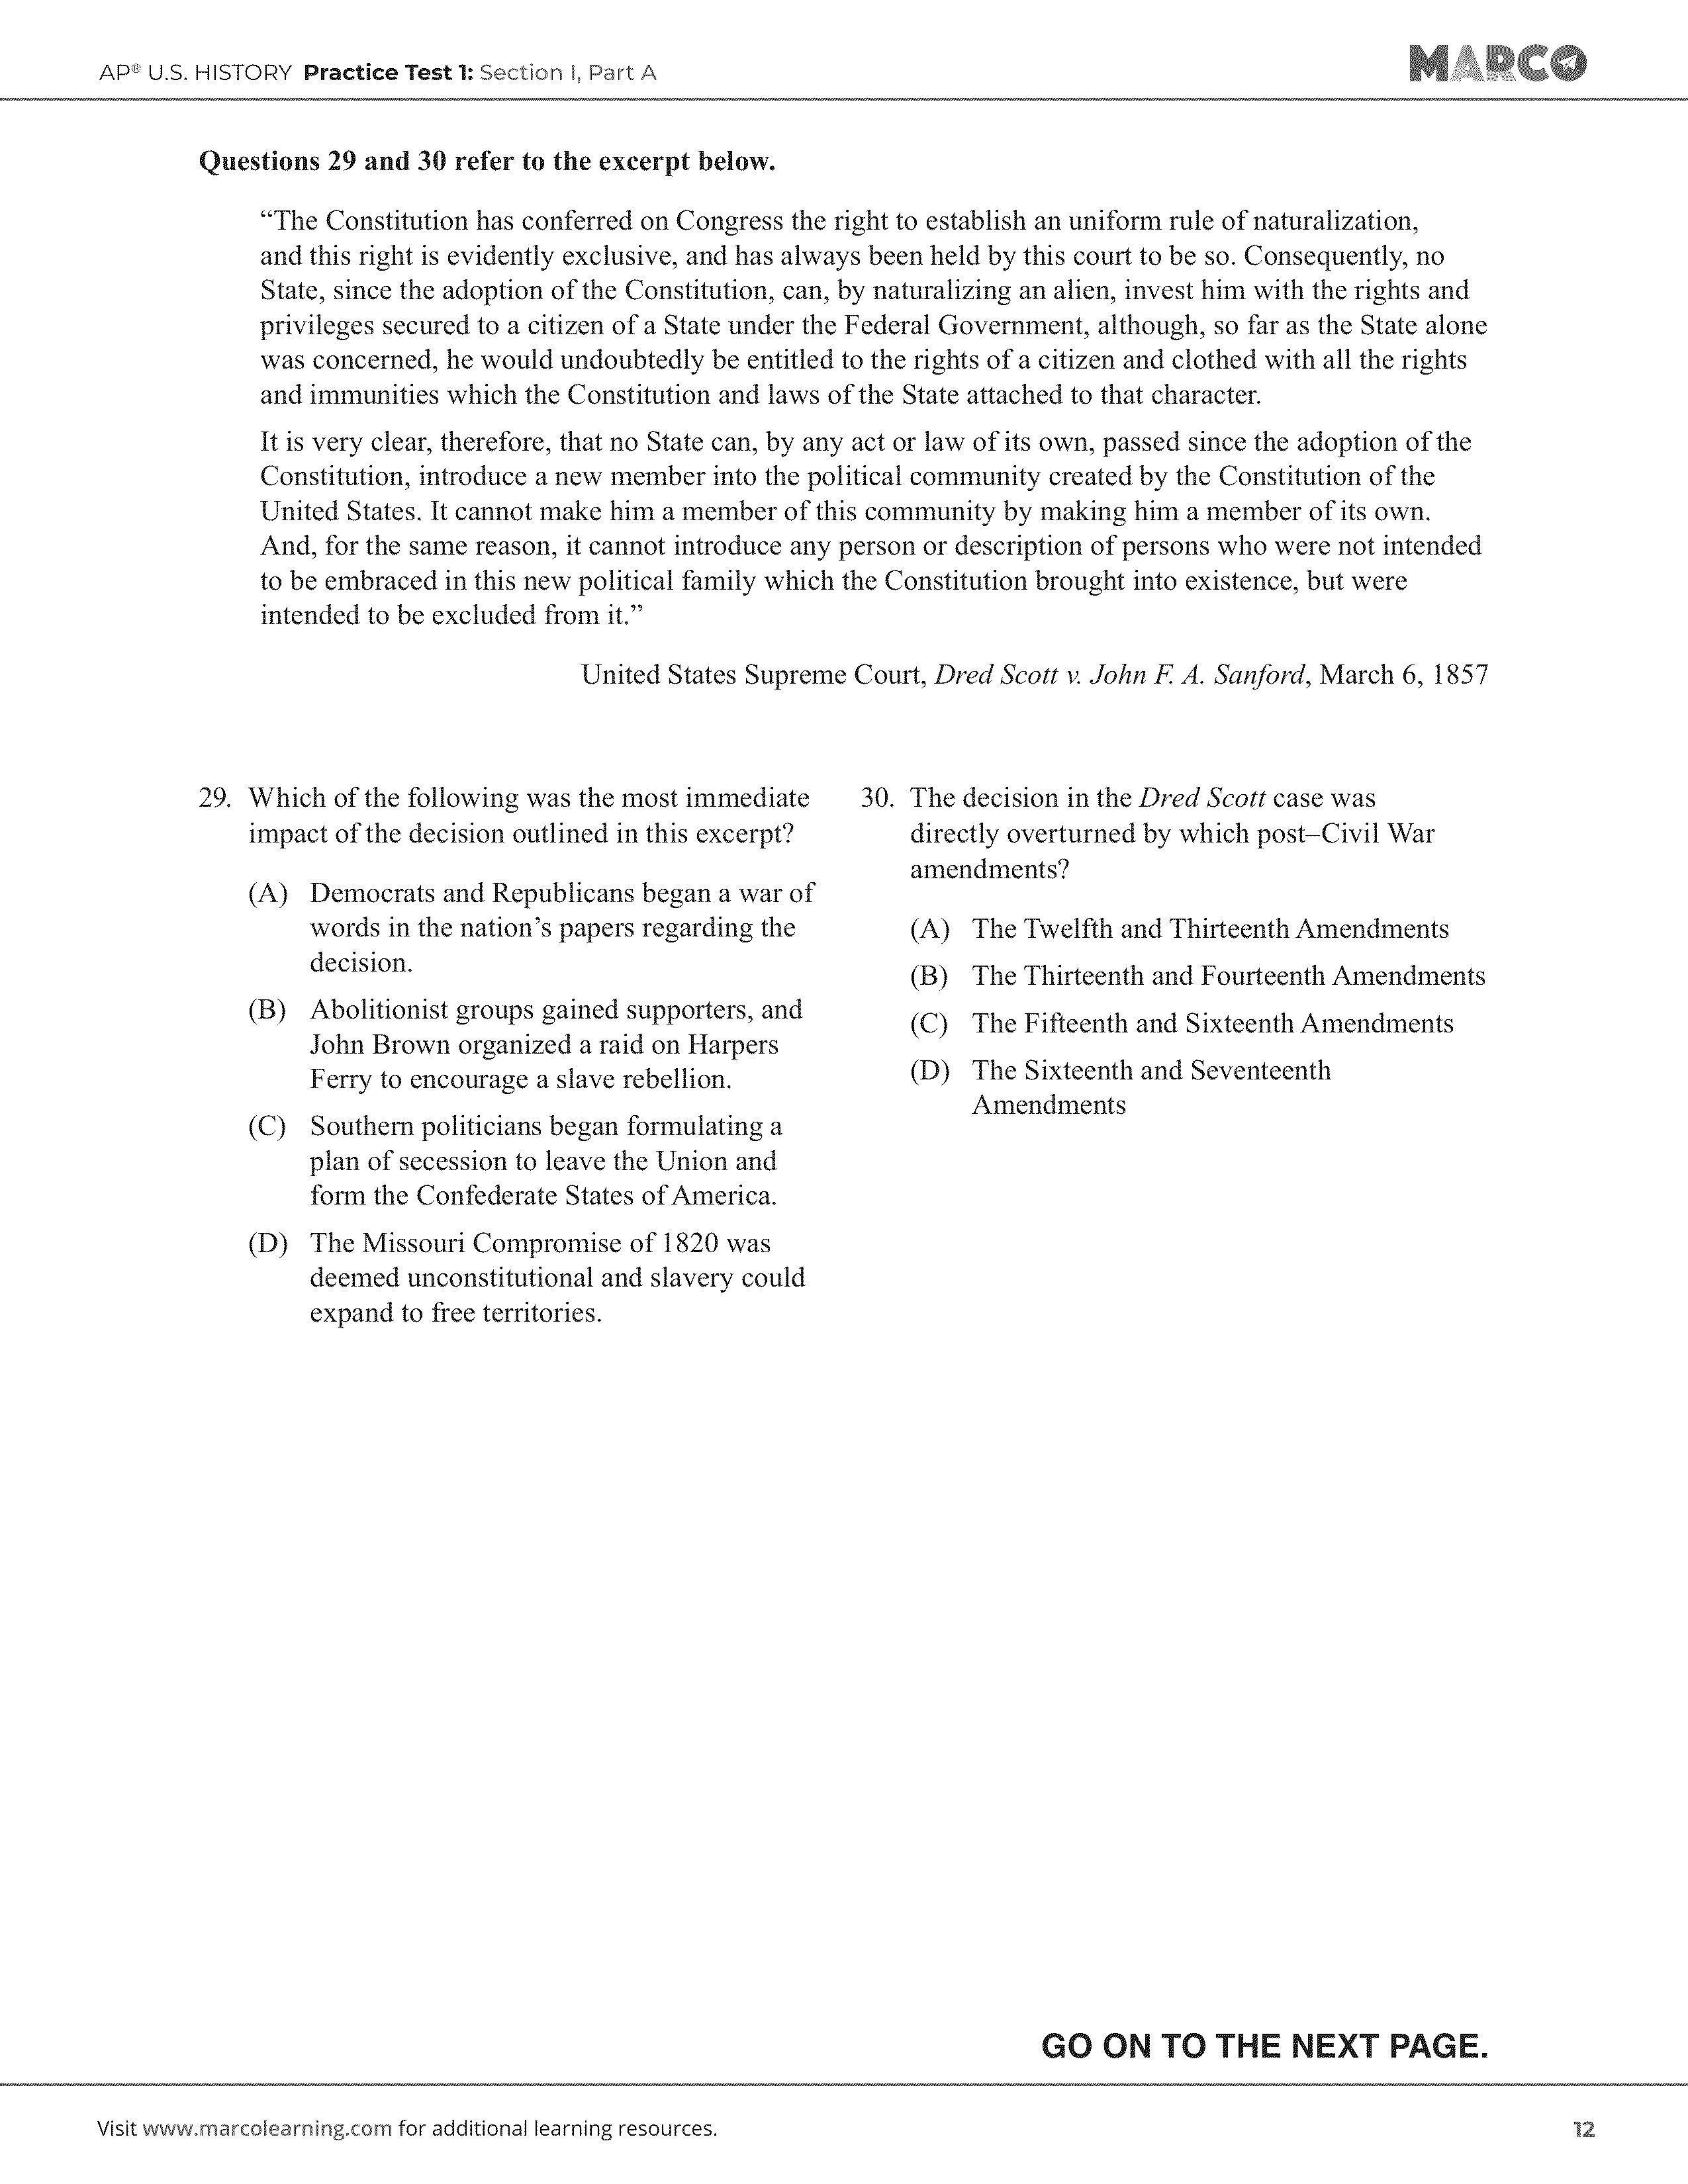 AP® U.S. HISTORY Practice Test 1: Section I, Part A
MARCO
Questions 29 and 30 refer to the excerpt below.
“The Constitution has conferred on Congress the right to establish an uniform rule of naturalization,
and this right is evidently exclusive, and has always been held by this court to be so. Consequently, no
State, since the adoption of the Constitution, can, by naturalizing an alien, invest him with the rights and
privileges secured to a citizen of a State under the Federal Government, although, so far as the State alone
was concerned, he would undoubtedly be entitled to the rights of a citizen and clothed with all the rights
and immunities which the Constitution and laws of the State attached to that character.
It is very clear, therefore, that no State can, by any act or law of its own, passed since the adoption of the
Constitution, introduce a new member into the political community created by the Constitution of the
United States. It cannot make him a member of this community by making him a member of its own.
And, for the same reason, it cannot introduce any person or description of persons who were not intended
to be embraced in this new political family which the Constitution brought into existence, but were
intended to be excluded from it.”
United States Supreme Court, Dred Scott v. John F. A. Sanford, March 6, 1857
29. Which of the following was the most immediate
impact of the decision outlined in this excerpt?
(A) Democrats and Republicans began a war of
words in the nation’s papers regarding the
decision.
(B) Abolitionist groups gained supporters, and
John Brown organized a raid on Harpers
Ferry to encourage a slave rebellion.
(C) Southern politicians began formulating a
plan of secession to leave the Union and
form the Confederate States of America.
(D) The Missouri Compromise of 1820 was
deemed unconstitutional and slavery could
expand to free territories.
30. The decision in the Dred Scott case was
directly overturned by which post–Civil War
amendments?
(A) The Twelfth and Thirteenth Amendments
(B) The Thirteenth and Fourteenth Amendments
(C) The Fifteenth and Sixteenth Amendments
(D) The Sixteenth and Seventeenth
Amendments
GO ON TO THE NEXT PAGE.
Visit www.marcolearning.com for additional learning resources.
12